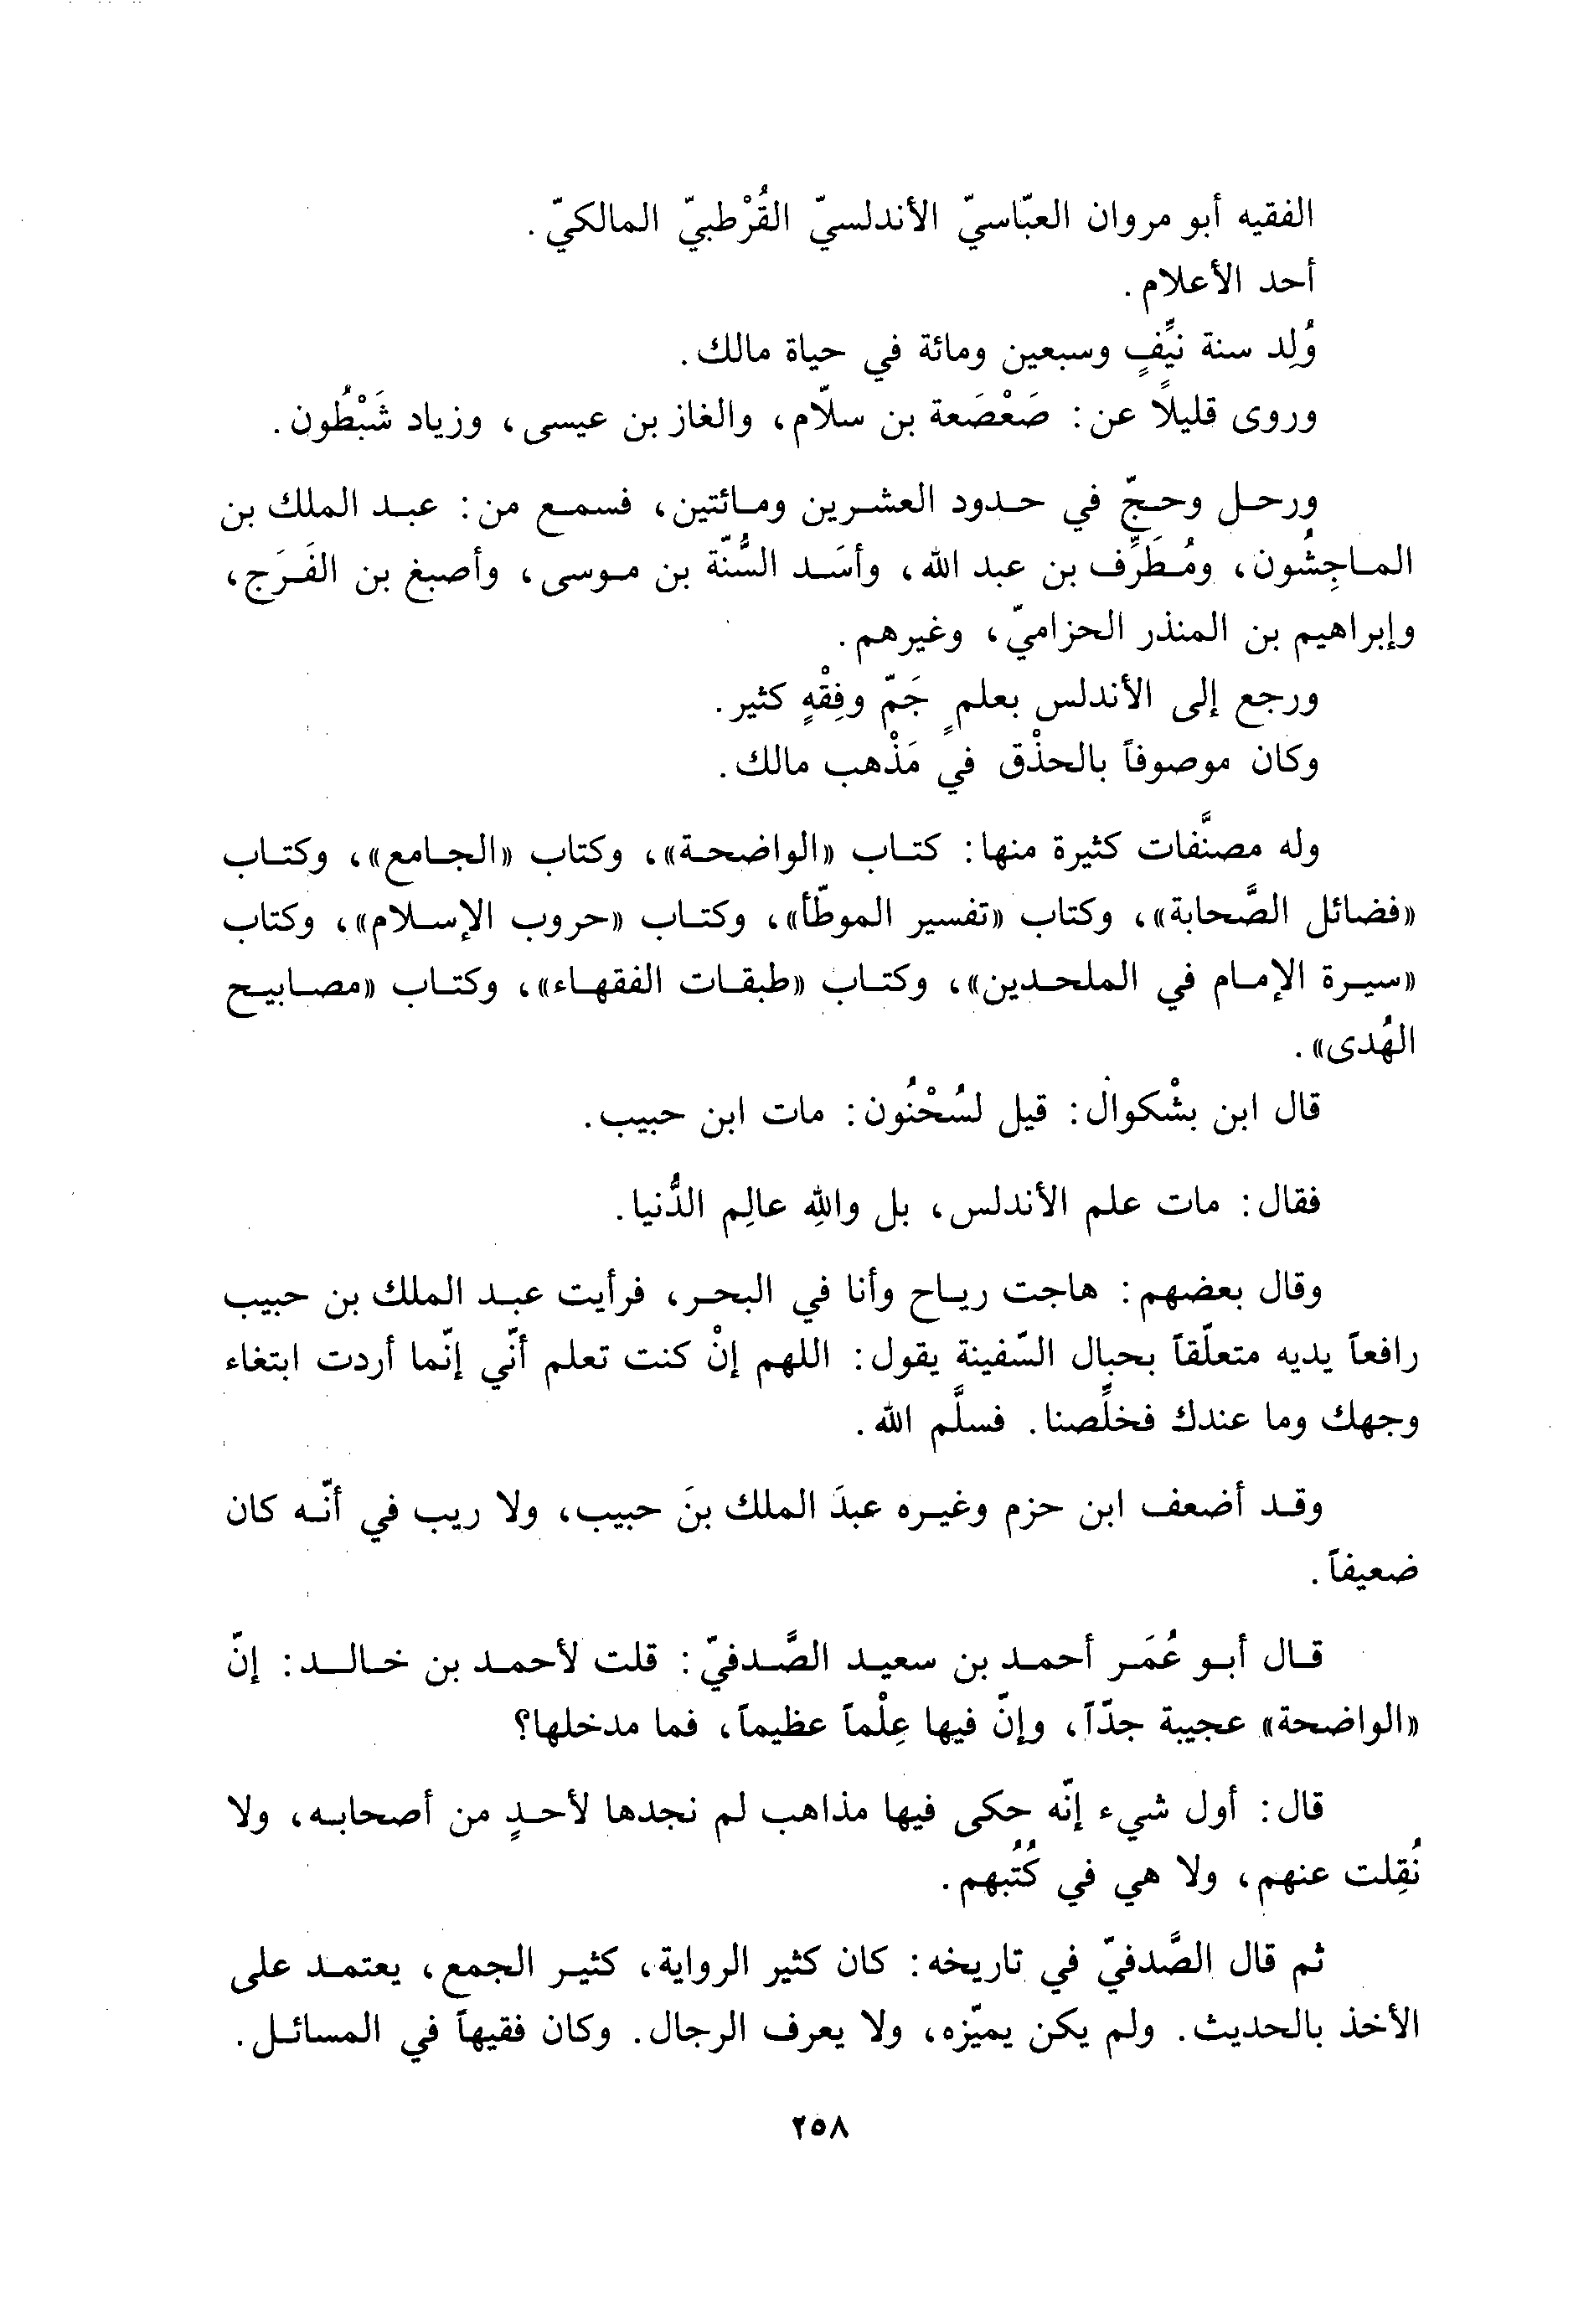 الفقيه أبو مروان العبّاسيّ الأندلسيّ القُرْطبيّ المالكيّ.
أحد الأعلام.
وُلِد سنة نيِّفٍ وسبعين ومائة في حياة مالك.
وروى قليلًا عن: صَعْصَعة بن سلّام، والغاز بن عيسى، وزياد شَبْطُون.
ورحل وحجّ في حدود العشرين ومائتين، فسمع من: عبد الملك بن
الماجِشُون، ومُطَرِّف بن عبد الله، وأسَد السُّنّة بن موسى، وأصبغ بن الفَرَج،
وإبراهيم بن المنذر الحزاميّ، وغيرهم.
ورجع إلى الأندلس بعلمٍ جَمّ وفِقْهٍ كثير.
وكان موصوفاً بالحذْق في مَذْهب مالك.
وله مصنَّفات كثيرة منها: كتاب «الواضحة»، وكتاب «الجامع»، وكتاب
«فضائل الصَّحابة»، وكتاب «تفسير الموطّأ»، وكتاب «حروب الإسلام»، وكتاب
«سيرة الإمام في الملحدين»، وكتاب «طبقات الفقهاء»، وكتاب «مصابيح
الهُدى».
قال ابن بشْكوال: قيل لسُحْنُون: مات ابن حبيب.
فقال: مات علم الأندلس، بل واللهِ عالِم الدُّنيا.
وقال بعضهم: هاجت رياح وأنا في البحر، فرأيت عبد الملك بن حبيب
رافعاً يديه متعلّقاً بحبال السّفينة يقول: اللهم إنْ كنت تعلم أنّي إنّما أردت ابتغاء
وجهك وما عندك فخلِّصنا. فسلَّم الله.
وقد أضعف ابن حزم وغيره عبدَ الملك بنَ حبيب، ولا ريب في أنّه كان
ضعيفاً.
قال أبو عُمَر أحمد بن سعيد الصَّدفيّ: قلت لأحمد بن خالد: إنّ
«الواضحة» عجيبة جدّاً، وإنّ فيها عِلْماً عظيماً، فما مدخلها؟
قال: أول شيء إنّه حكى فيها مذاهب لم نجدها لأحدٍ من أصحابه، ولا
نُقِلت عنهم، ولا هي في كُتُبهم.
ثم قال الصَّدفيّ في تاريخه: كان كثير الرواية، كثير الجمع، يعتمد على
الأخذ بالحديث. ولم يكن يميّزه، ولا يعرف الرجال. وكان فقيهاً في المسائل.
٢٥٨